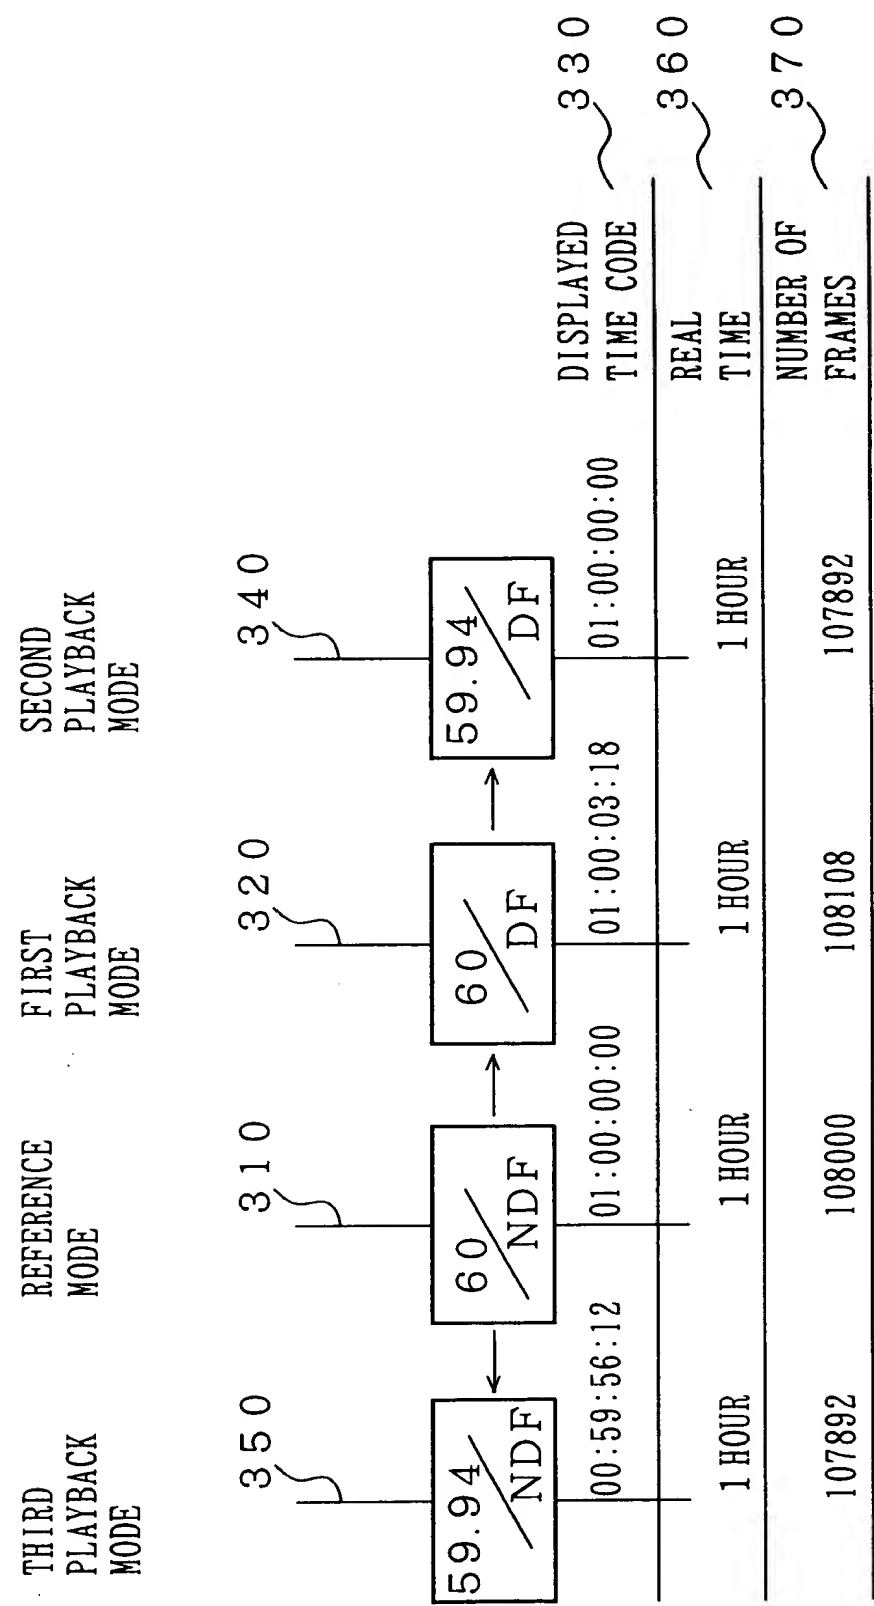 THIRD
PLAYBACK
MODE
REFERENCE
MODE
FIRST
PLAYBACK
MODE
SECOND
PLAYBACK
MODE
350
310
320
340
59.94
/NDF
60
/NDF
60
/DF
59.94
/DF
00:59:56:12
01:00:00:00
01:00:03:18
01:00:00:00
DISPLAYED
TIME CODE
330
1 HOUR
1 HOUR
1 HOUR
1 HOUR
REAL
TIME
360
107892
108000
108108
107892
NUMBER OF
FRAMES
370